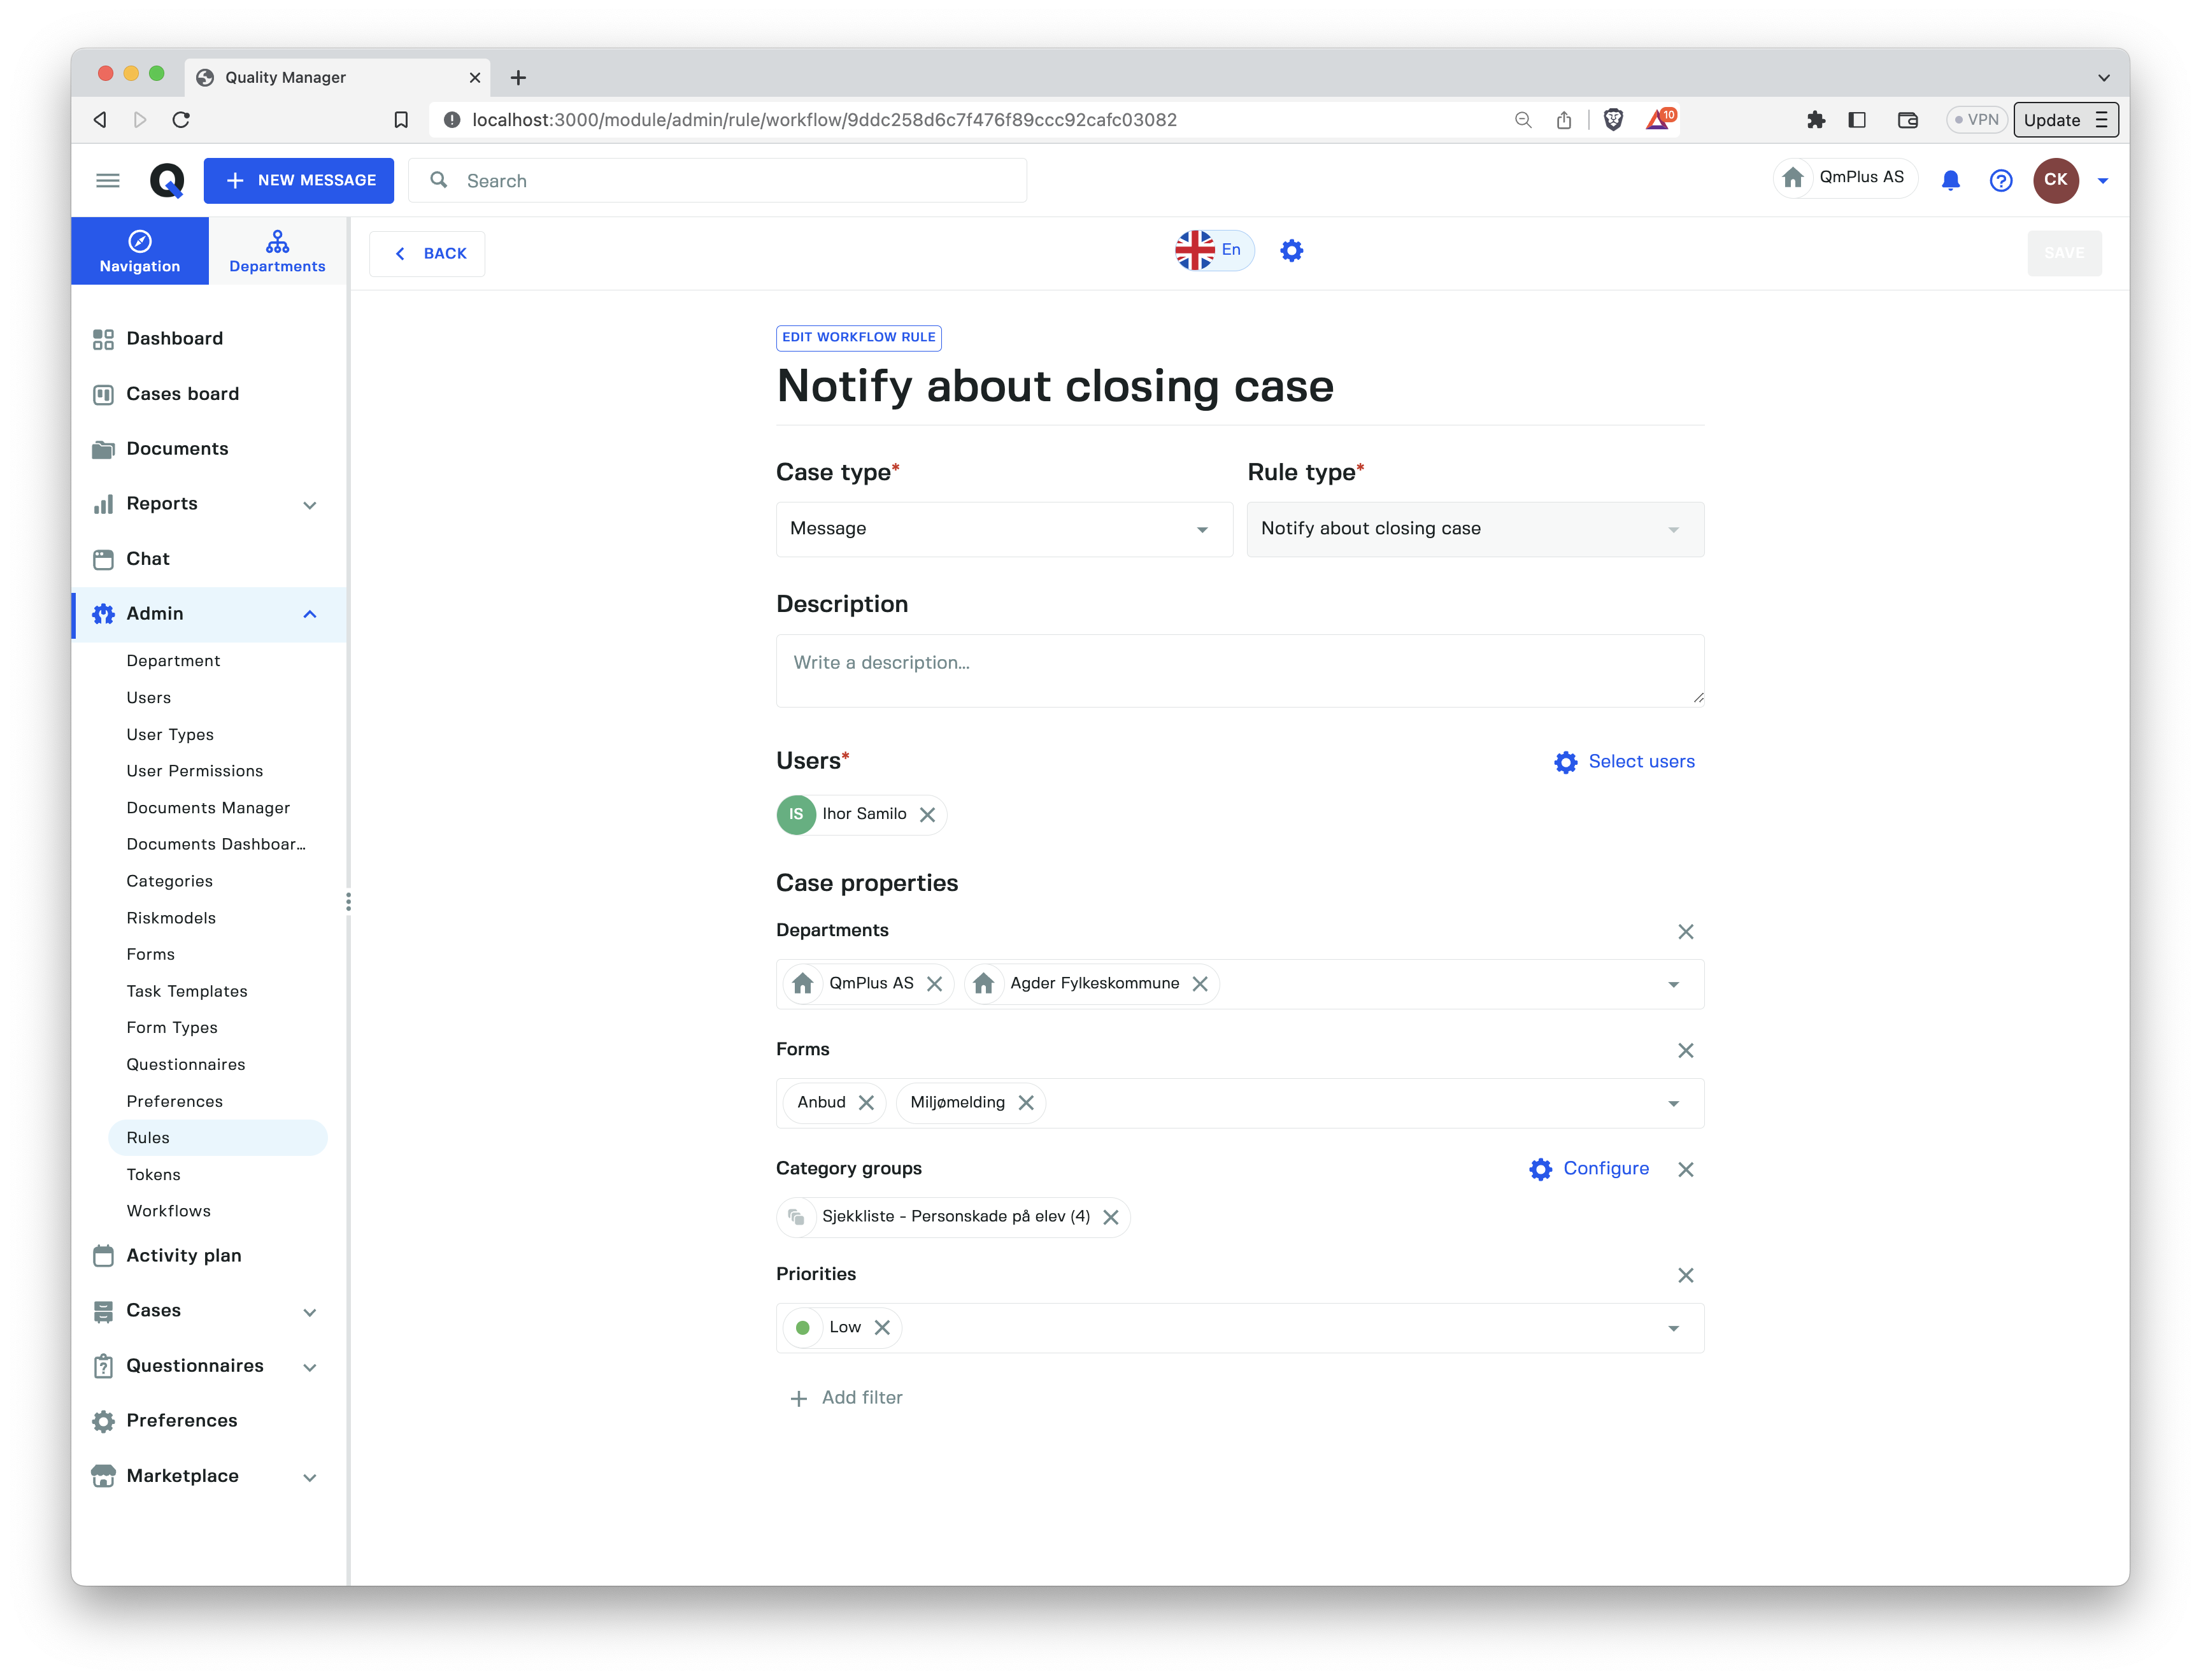 Quality Manager
localhost:3000/module/admin/rule/workflow/9ddc258d6c7f476f89ccc92cafc03082
10
VPN
Update
NEW MESSAGE
Search
QmPlus AS
CK
Navigation
Departments
BACK
En
SAVE
Dashboard
Cases board
Documents
Reports
Chat
Admin
Department
Users
User Types
User Permissions
Documents Manager
Documents Dashboar...
Categories
Riskmodels
Forms
Task Templates
Form Types
Questionnaires
Preferences
Rules
Tokens
Workflows
Activity plan
Cases
Questionnaires
Preferences
Marketplace
EDIT WORKFLOW RULE
Notify about closing case
Case type*
Rule type*
Message
Notify about closing case
Description
Write a description...
Users*
Select users
IS Ihor Samilo
Case properties
Departments
QmPlus AS
Agder Fylkeskommune
Forms
Anbud
Miljømelding
Category groups
Configure
Sjekkliste - Personskade på elev (4)
Priorities
Low
Add filter